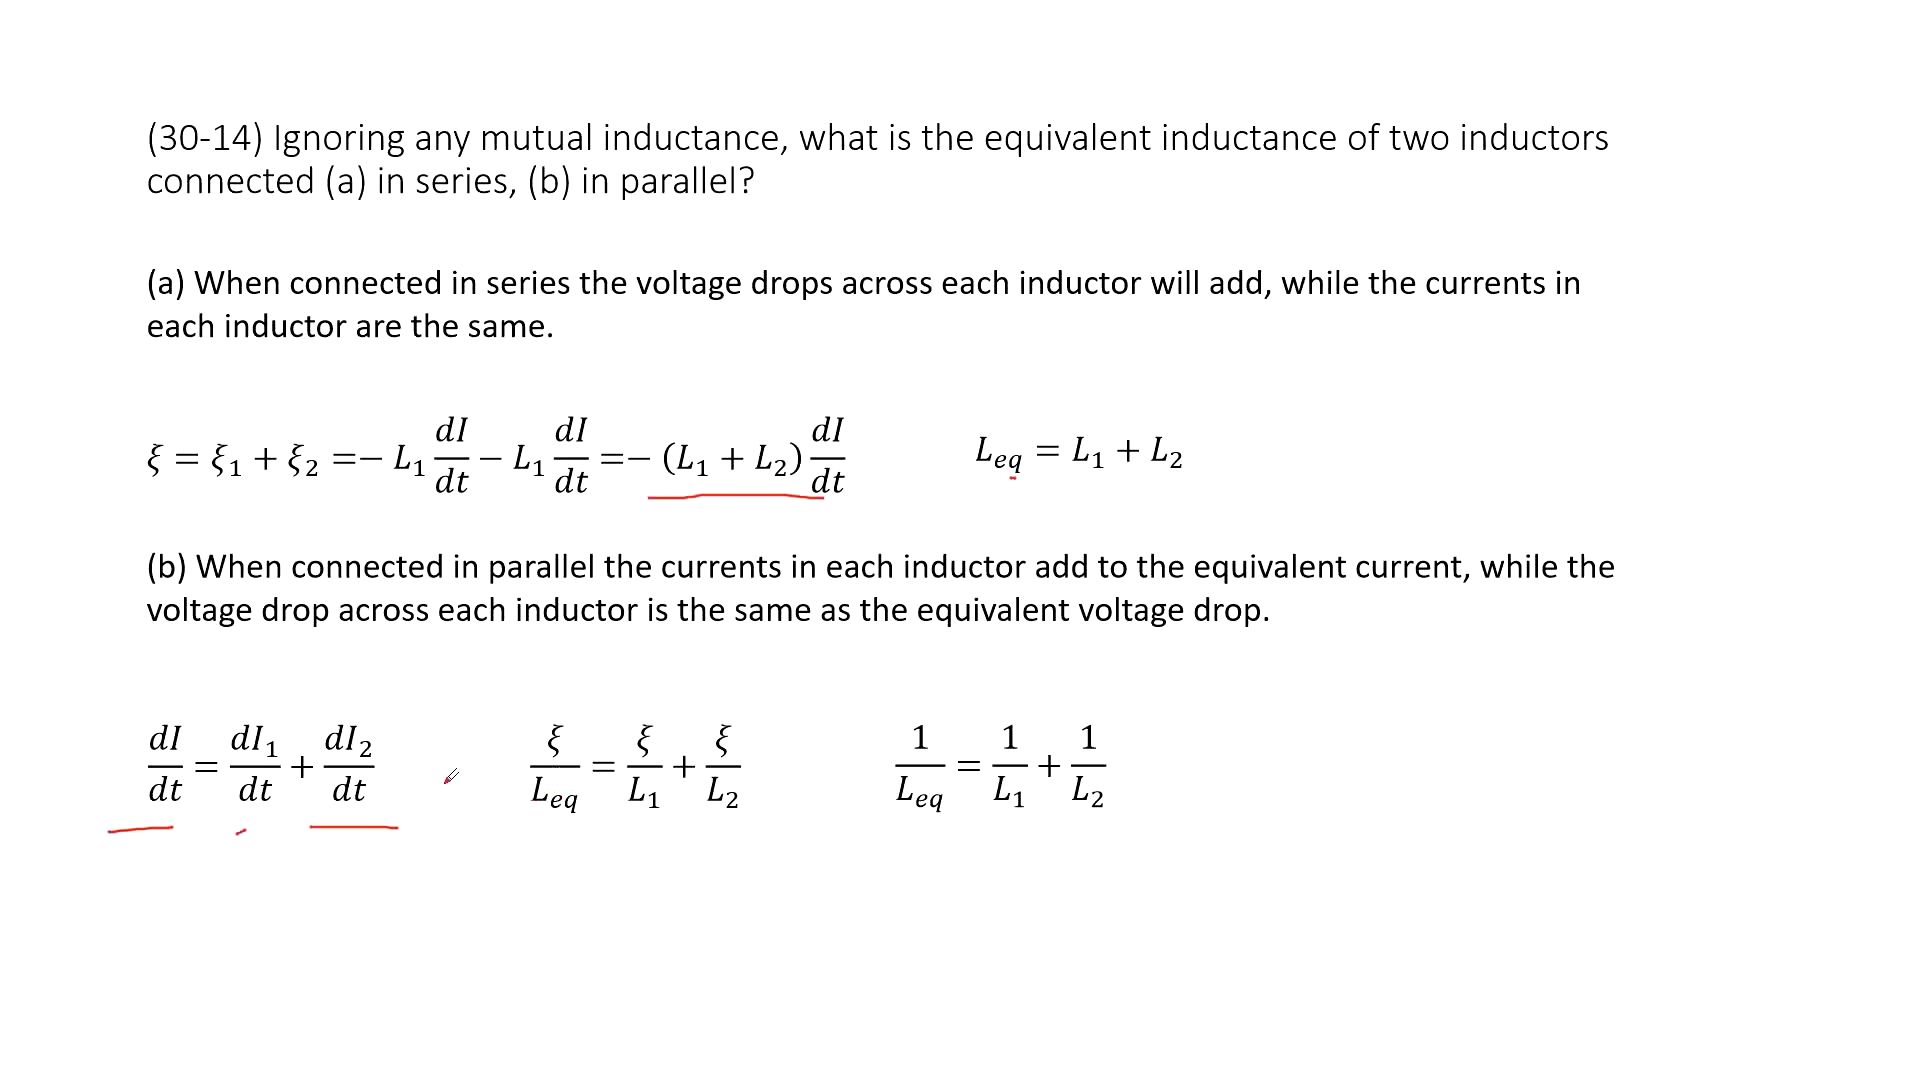 (30-14) Ignoring any mutual inductance, what is the equivalent inductance of two inductors
connected (a) in series, (b) in parallel?
(a) When connected in series the voltage drops across each inductor will add, while the currents in
each inductor are the same.
ξ = ξ₁ + ξ₂ =− L₁ dI/dt − L₁ dI/dt =− (L₁ + L₂) dI/dt L_eq = L₁ + L₂
(b) When connected in parallel the currents in each inductor add to the equivalent current, while the
voltage drop across each inductor is the same as the equivalent voltage drop.
dI/dt = dI₁/dt + dI₂/dt ξ/L_eq = ξ/L₁ + ξ/L₂ 1/L_eq = 1/L₁ + 1/L₂